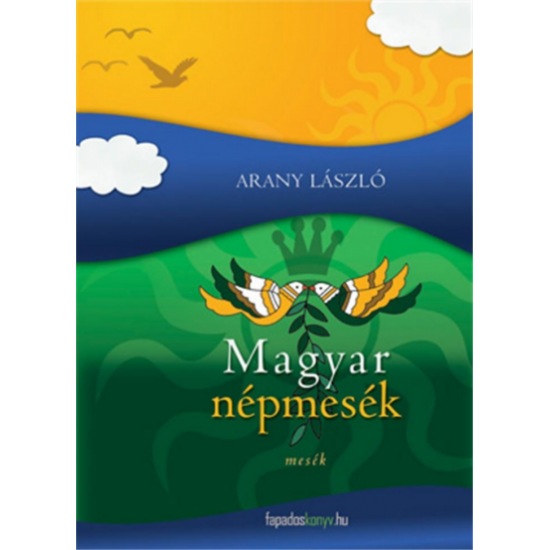 ARANY LÁSZLÓ
Magyar
népmesék
mesék
fapadoskonyv.hu